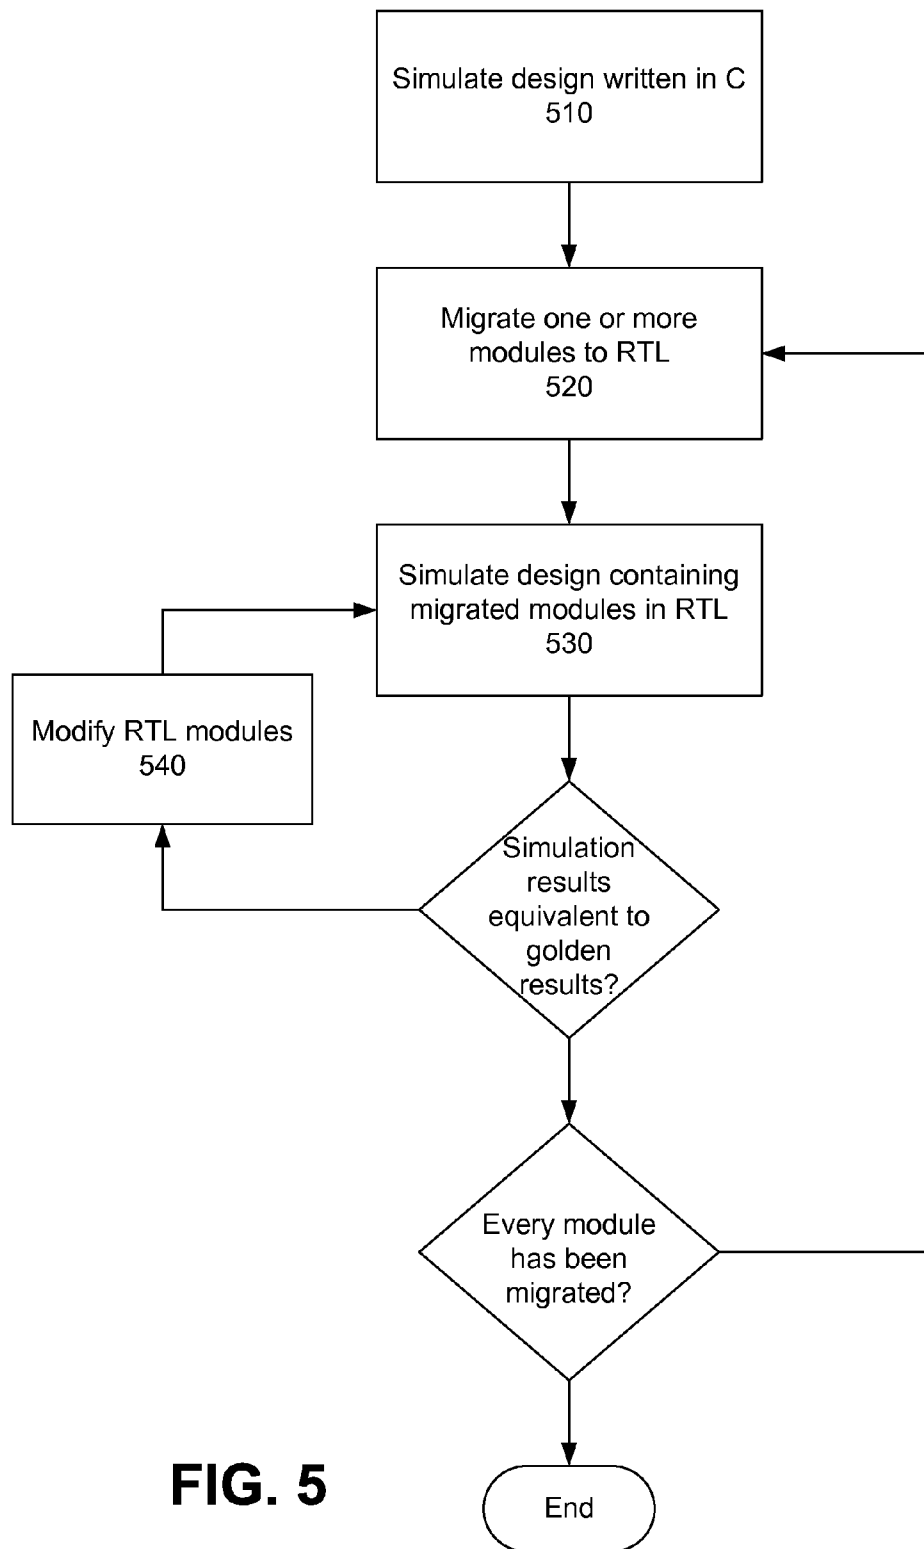 Simulate design written in C
510
Migrate one or more
modules to RTL
520
Simulate design containing
migrated modules in RTL
530
Modify RTL modules
540
Simulation
results
equivalent to
golden
results?
Every module
has been
migrated?
End
FIG. 5